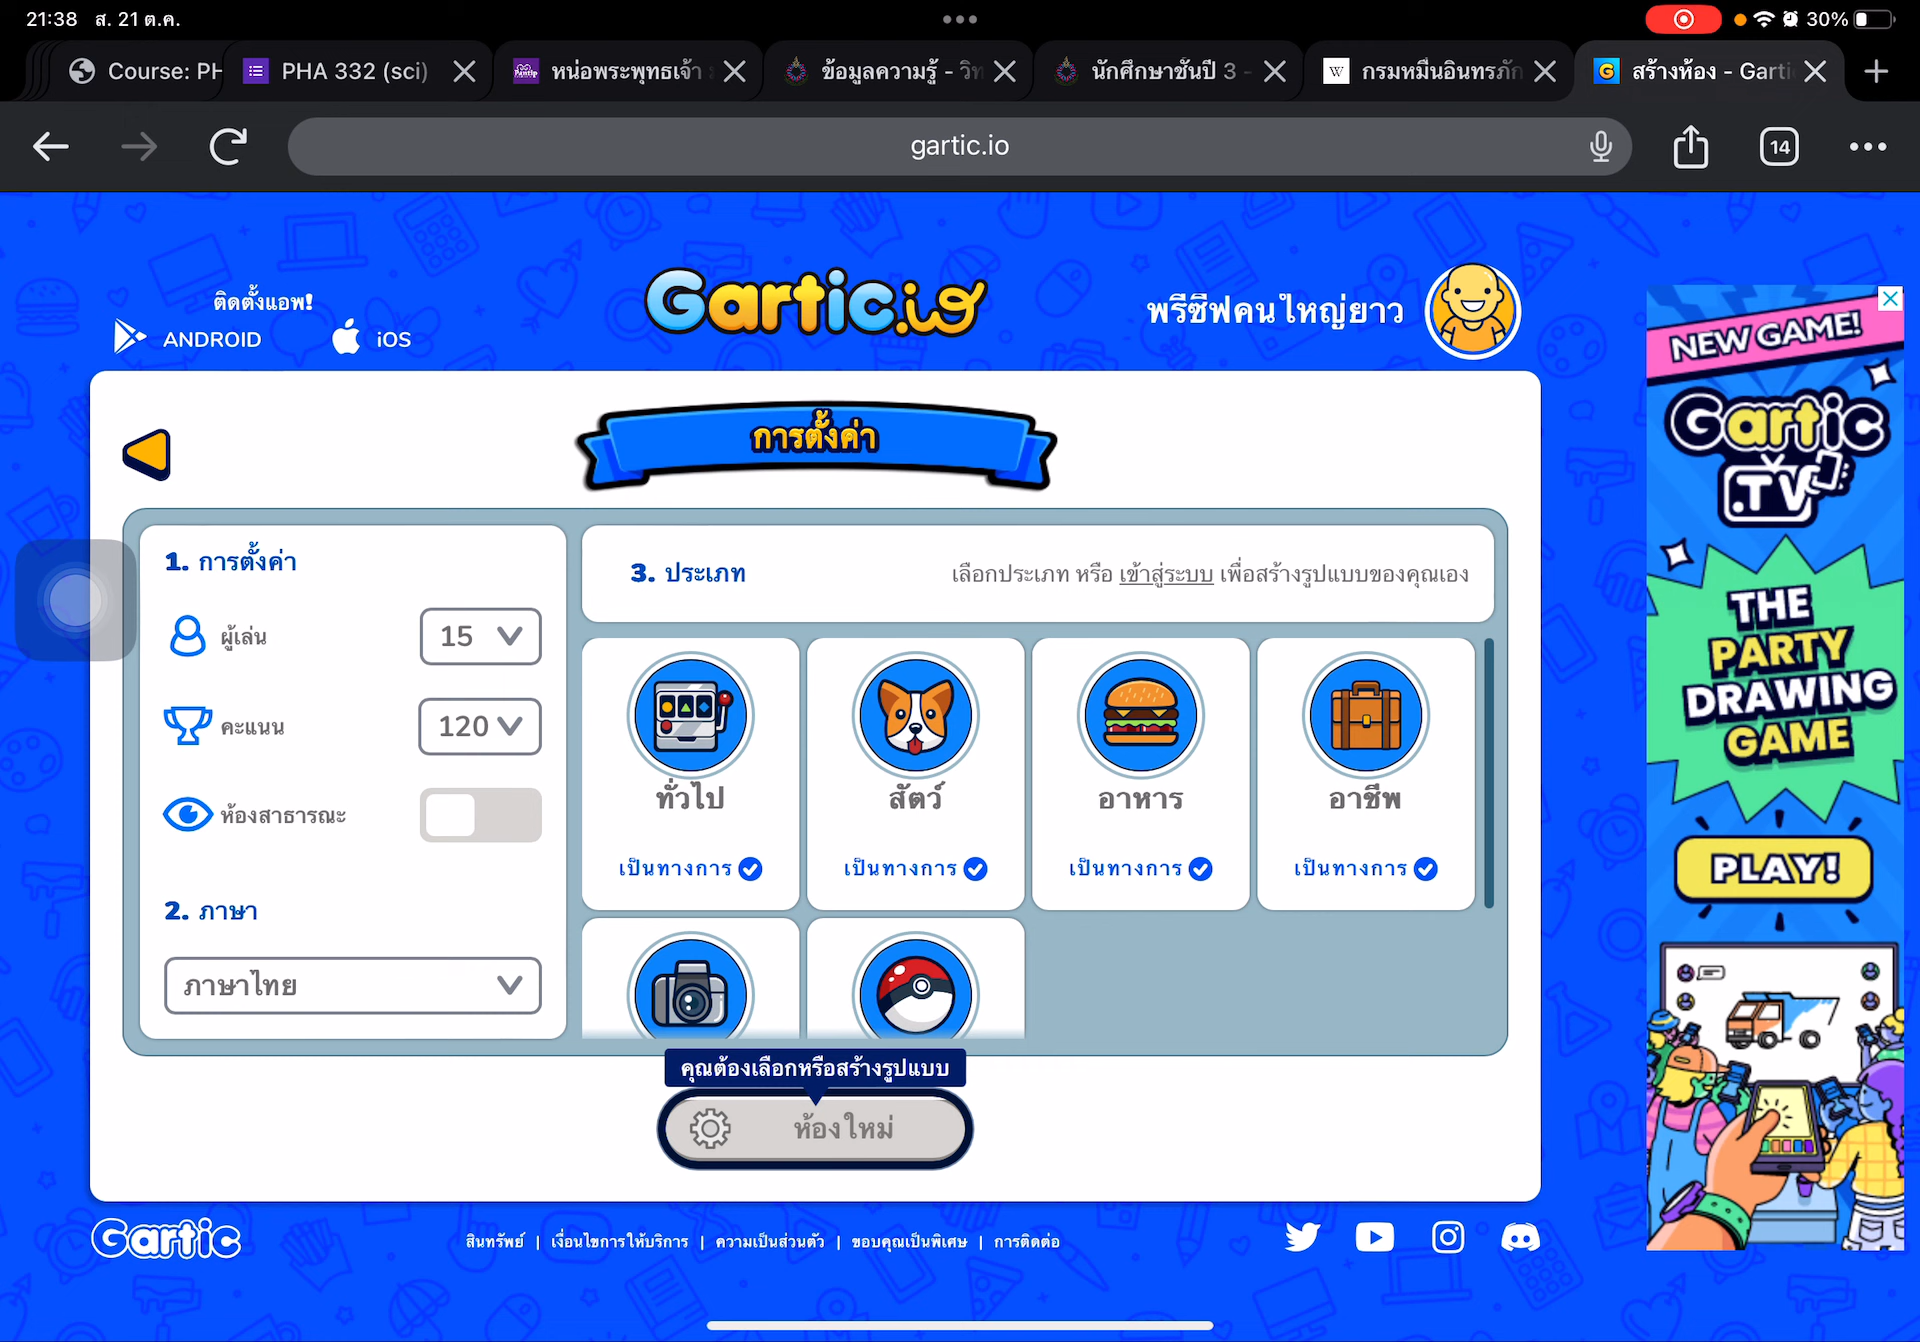 21:38 ส. 21 ต.ค.
30%
Course: PH
PHA 332 (sci)
หน่อพระพุทธเจ้า
ข้อมูลความรู้ - วิท
นักศึกษาชั้นปี 3 -
W กรมหมื่นอินทรภัก
สร้างห้อง - Garti
gartic.io
14
ติดตั้งแอพ!
ANDROID
iOS
Gartic.io
พรีซีฟคนใหญ่ยาว
การตั้งค่า
1. การตั้งค่า
ผู้เล่น
15
คะแนน
120
ห้องสาธารณะ
2. ภาษา
ภาษาไทย
3. ประเภท
เลือกประเภท หรือ เข้าสู่ระบบ เพื่อสร้างรูปแบบของคุณเอง
ทั่วไป
เป็นทางการ
สัตว์
เป็นทางการ
อาหาร
เป็นทางการ
อาชีพ
เป็นทางการ
คุณต้องเลือกหรือสร้างรูปแบบ
ห้องใหม่
NEW GAME!
Gartic
.TV
THE
PARTY
DRAWING
GAME
PLAY!
Gartic
สินทรัพย์ | เงื่อนไขการให้บริการ | ความเป็นส่วนตัว | ขอบคุณเป็นพิเศษ | การติดต่อ